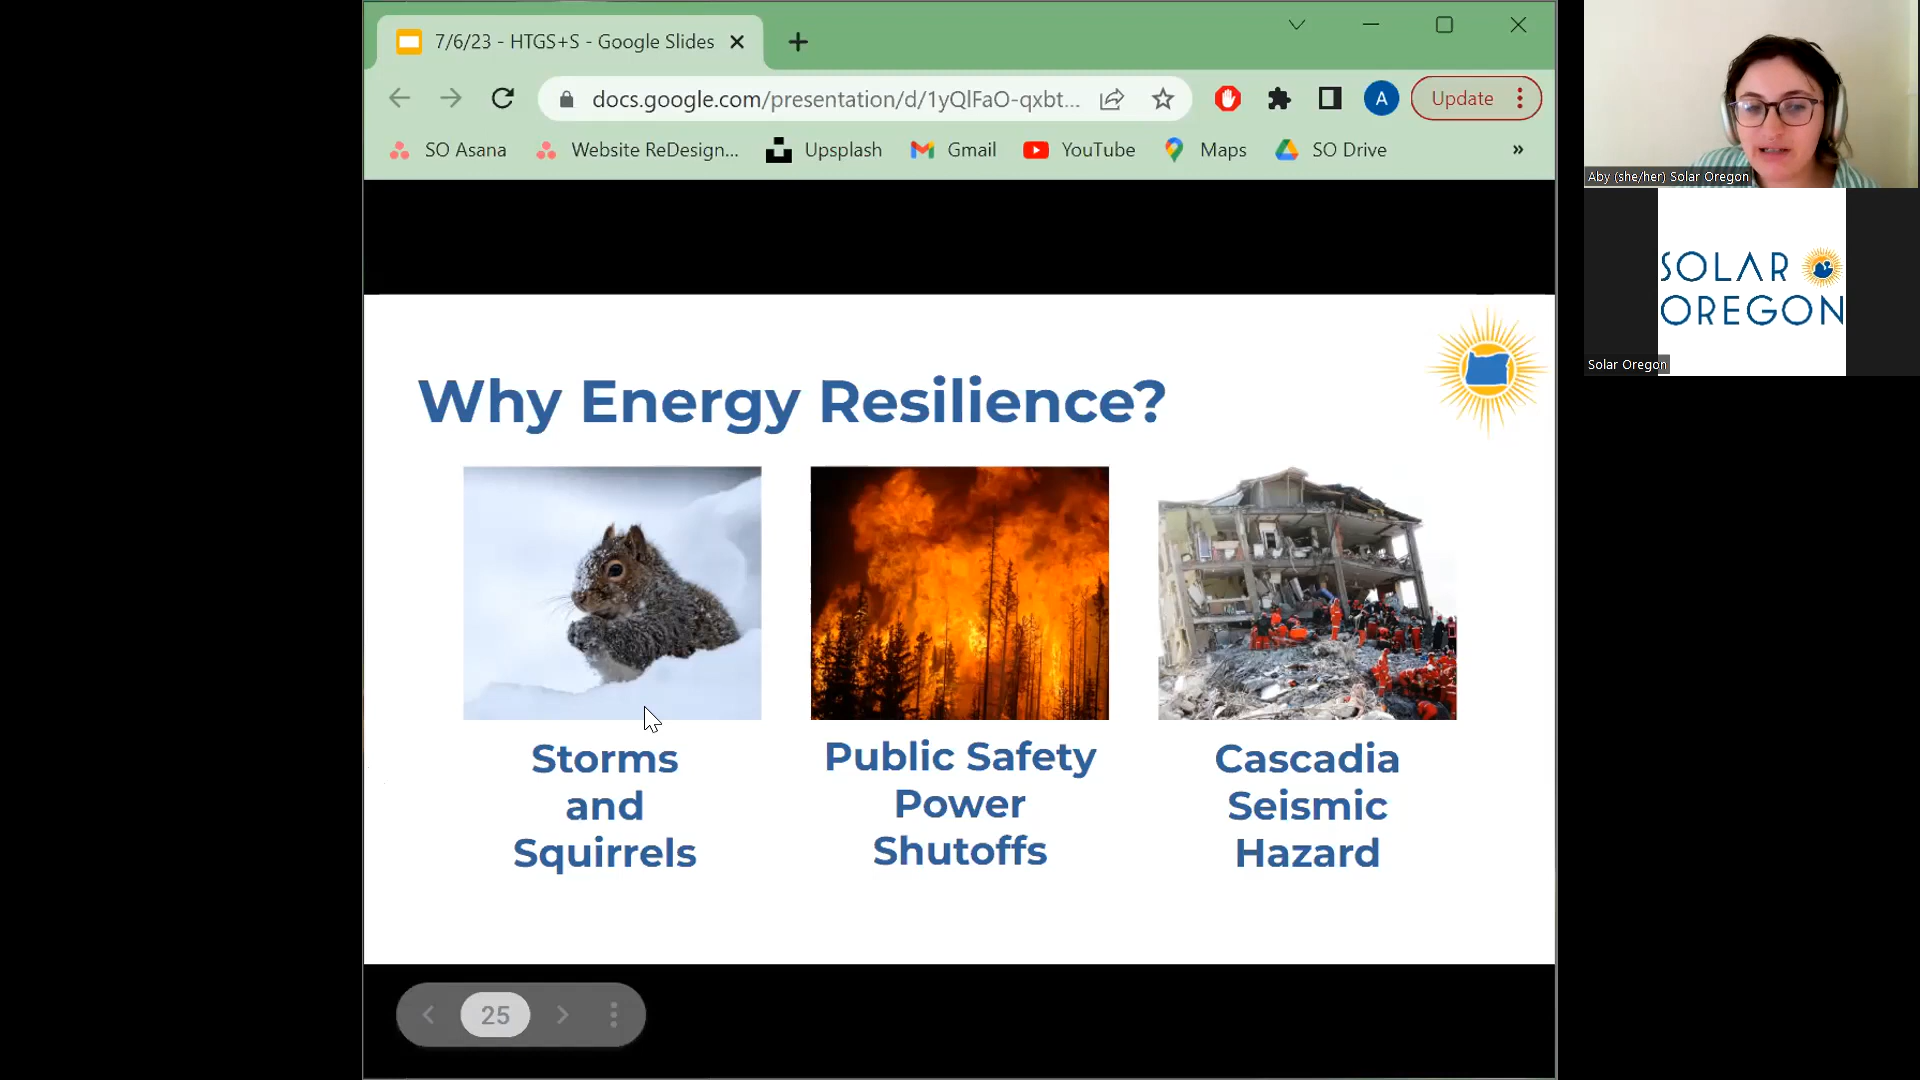 7/6/23 - HTGS+S - Google Slides
docs.google.com/presentation/d/1yQlFaO-qxbt...
A
Update
SO Asana
Website ReDesign...
Upsplash
Gmail
YouTube
Maps
SO Drive
»
Aby (she/her) Solar Oregon
SOLAR
OREGON
Solar Oregon
Why Energy Resilience?
Storms
and
Squirrels
Public Safety
Power
Shutoffs
Cascadia
Seismic
Hazard
25